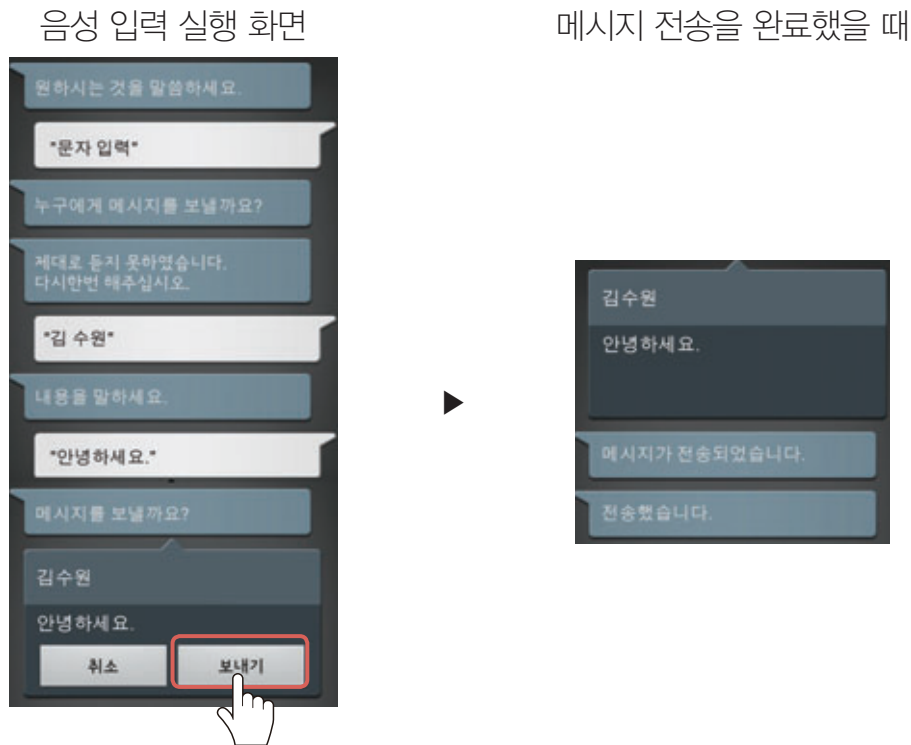 음성 입력 실행 화면
원하시는 것을 말씀하세요.
"문자 입력"
누구에게 메시지를 보낼까요?
제대로 듣지 못하였습니다.
다시한번 해주십시오.
"김 수원"
내용을 말하세요.
"안녕하세요."
메시지를 보낼까요?
김수원
안녕하세요.
취소
보내기
메시지 전송을 완료했을 때
김수원
안녕하세요.
메시지가 전송되었습니다.
전송했습니다.